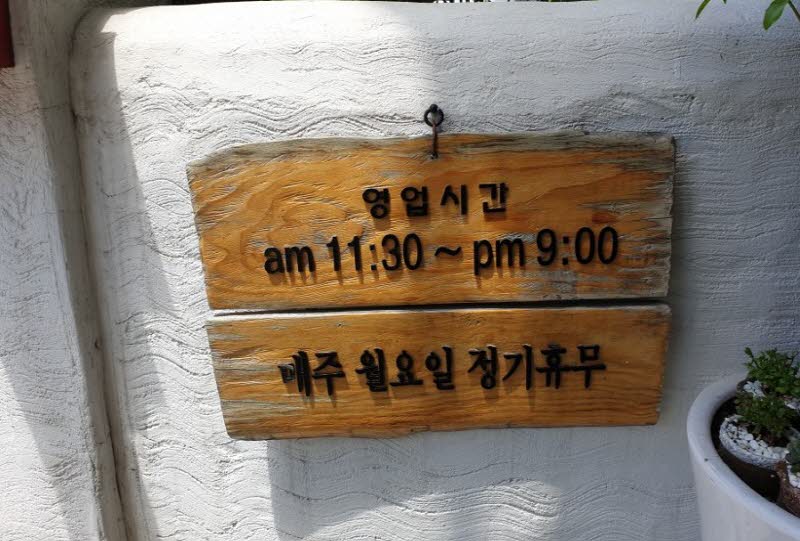 영업시간
am 11:30 ~ pm 9:00
매주 월요일 정기휴무